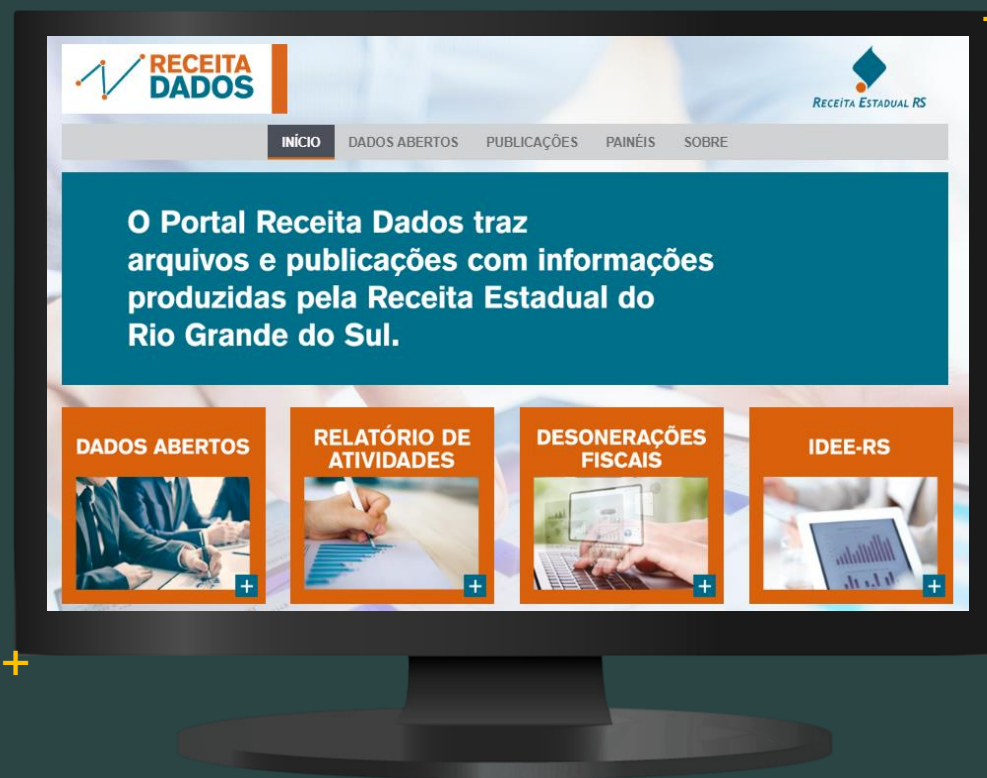 RECEITA
DADOS
RECEITA ESTADUAL RS
INÍCIO DADOS ABERTOS PUBLICAÇÕES PAINÉIS SOBRE
O Portal Receita Dados traz
arquivos e publicações com informações
produzidas pela Receita Estadual do
Rio Grande do Sul.
DADOS ABERTOS
RELATÓRIO DE
ATIVIDADES
DESONERAÇÕES
FISCAIS
IDEE-RS